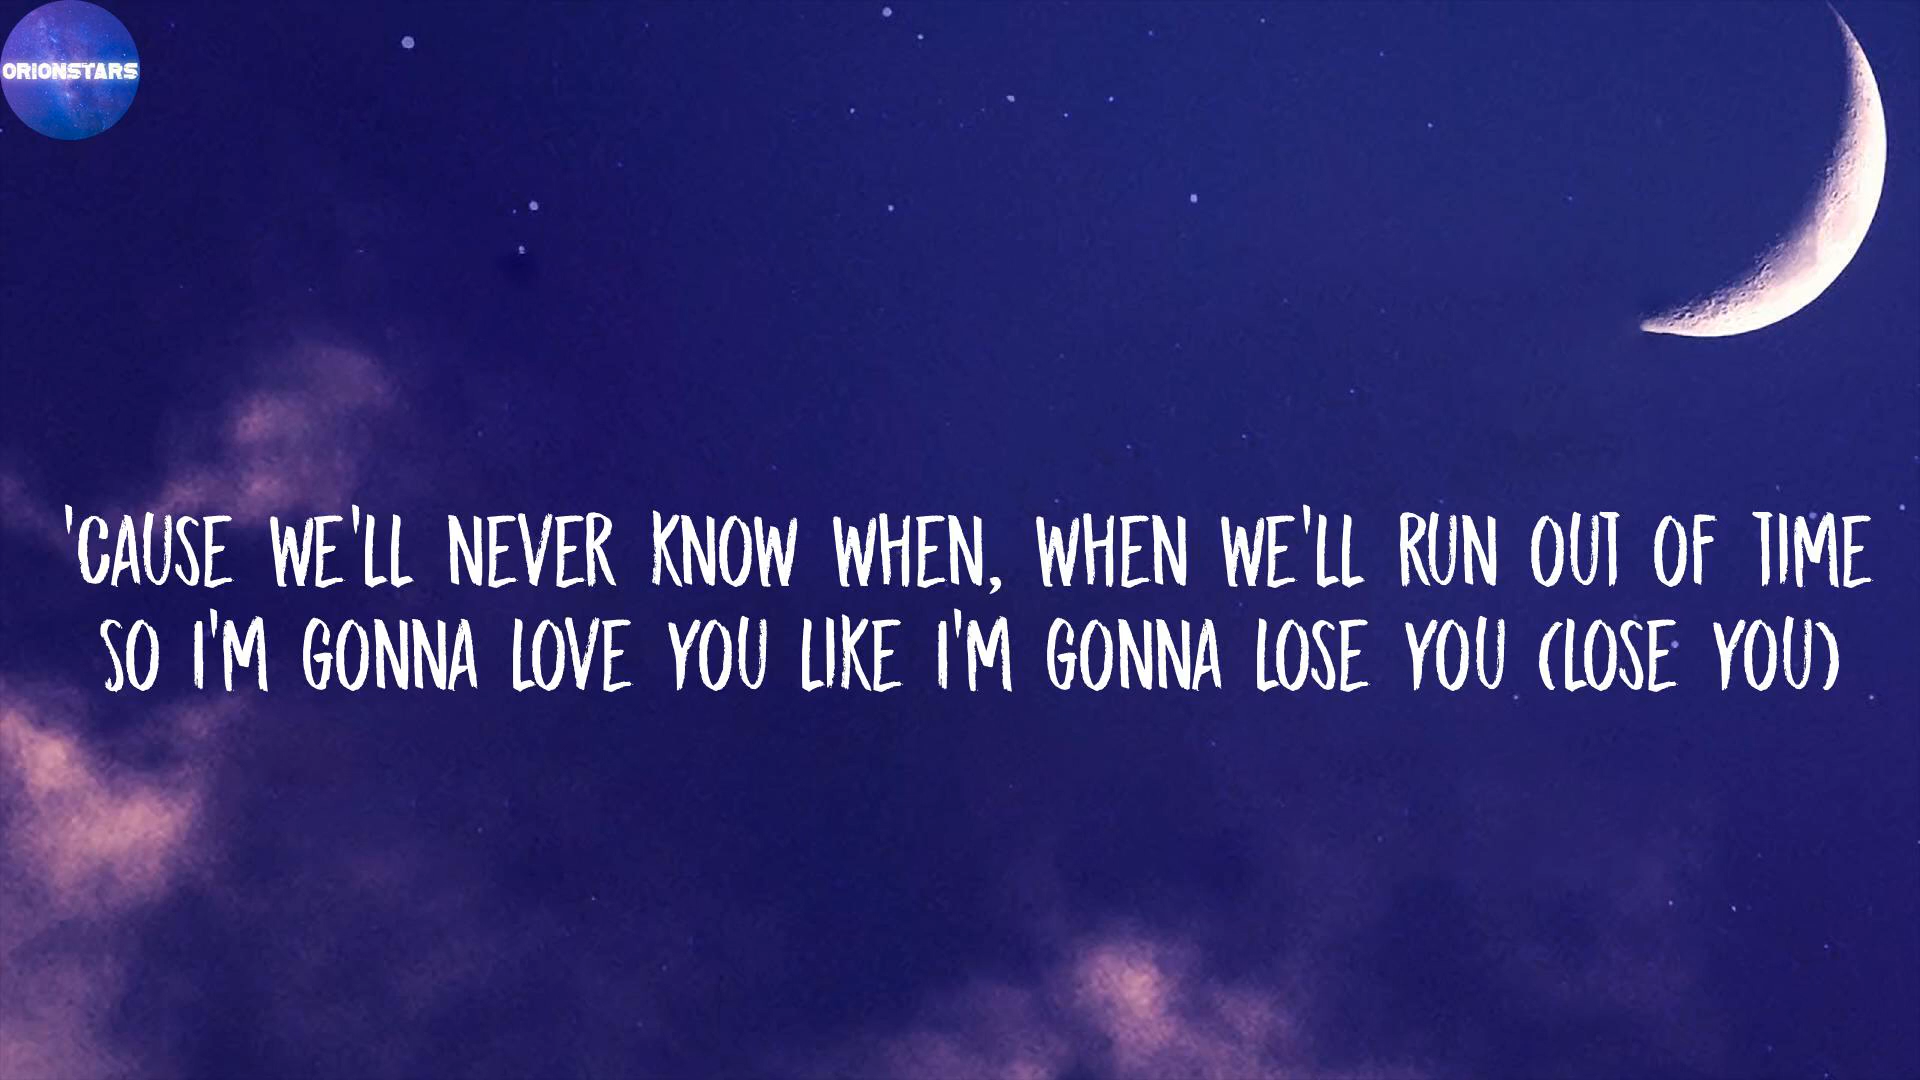 ORIONSTARS
'CAUSE WE'LL NEVER KNOW WHEN, WHEN WE'LL RUN OUT OF TIME
SO I'M GONNA LOVE YOU LIKE I'M GONNA LOSE YOU (LOSE YOU)